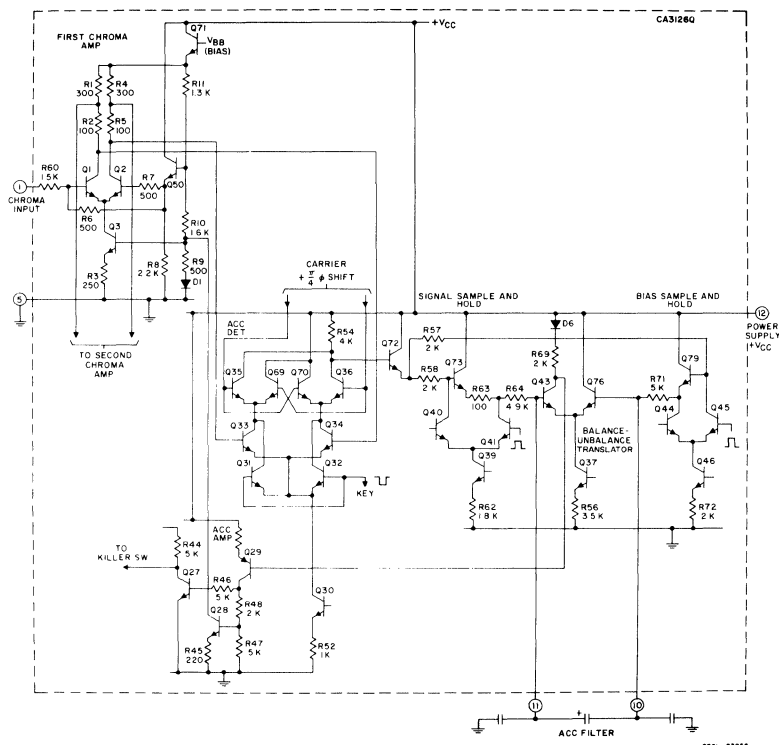 CA3126Q
FIRST CHROMA
AMP
Q71
VBB
(BIAS)
+VCC
R1
300
R4
300
R11
1.3 K
R2
100
R5
100
R60
1.5 K
Q1
Q2
R7
500
Q50
1
CHROMA
INPUT
R6
500
Q3
R10
1.6 K
R8
2.2 K
R9
500
R3
250
D1
CARRIER
+ π/4 φ SHIFT
5
SIGNAL SAMPLE AND
HOLD
BIAS SAMPLE AND
HOLD
12
POWER
SUPPLY
+VCC
TO SECOND
CHROMA
AMP
ACC
DET
R54
4 K
Q72
R57
2 K
D6
R58
2 K
Q73
R69
2 K
Q79
Q35
Q69
Q70
Q36
R63
100
R64
4.9 K
Q43
Q76
R71
5 K
Q40
Q41
Q44
Q45
Q33
Q34
BALANCE-
UNBALANCE
TRANSLATOR
Q31
Q32
Q39
Q37
Q46
KEY
R62
1.8 K
R56
3.5 K
R72
2 K
ACC
AMP
R44
5 K
TO
KILLER SW
Q29
Q27
R46
5 K
Q30
Q28
R48
2 K
R45
220
R47
5 K
R52
1K
11
10
+
ACC FILTER